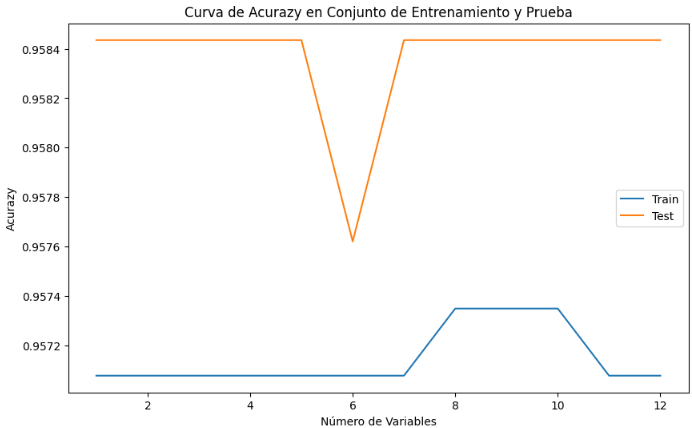 Curva de Acurazy en Conjunto de Entrenamiento y Prueba
0.9584
0.9582
0.9580
0.9578
0.9576
0.9574
0.9572
Acurazy
Train
Test
2
4
6
8
10
12
Número de Variables